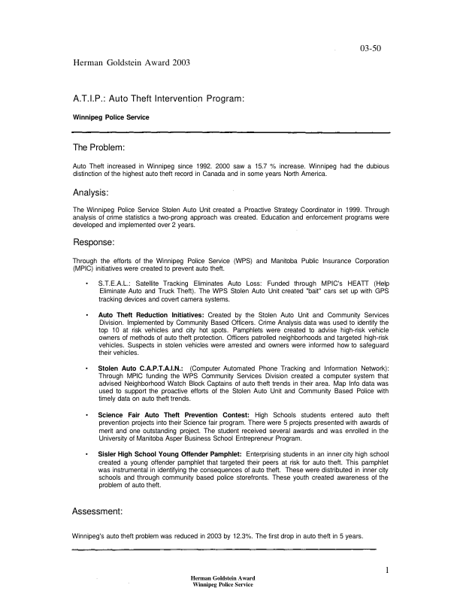 03-50
Herman Goldstein Award 2003
A.T.I.P.: Auto Theft Intervention Program:
Winnipeg Police Service
The Problem:
Auto Theft increased in Winnipeg since 1992. 2000 saw a 15.7 % increase. Winnipeg had the dubious
distinction of the highest auto theft record in Canada and in some years North America.
Analysis:
The Winnipeg Police Service Stolen Auto Unit created a Proactive Strategy Coordinator in 1999. Through
analysis of crime statistics a two-prong approach was created. Education and enforcement programs were
developed and implemented over 2 years.
Response:
Through the efforts of the Winnipeg Police Service (WPS) and Manitoba Public Insurance Corporation
(MPIC) initiatives were created to prevent auto theft.
• S.T.E.A.L.: Satellite Tracking Eliminates Auto Loss: Funded through MPIC's HEATT (Help
Eliminate Auto and Truck Theft). The WPS Stolen Auto Unit created "bait" cars set up with GPS
tracking devices and covert camera systems.
• Auto Theft Reduction Initiatives: Created by the Stolen Auto Unit and Community Services
Division. Implemented by Community Based Officers. Crime Analysis data was used to identify the
top 10 at risk vehicles and city hot spots. Pamphlets were created to advise high-risk vehicle
owners of methods of auto theft protection. Officers patrolled neighborhoods and targeted high-risk
vehicles. Suspects in stolen vehicles were arrested and owners were informed how to safeguard
their vehicles.
• Stolen Auto C.A.P.T.A.I.N.: (Computer Automated Phone Tracking and Information Network):
Through MPIC funding the WPS Community Services Division created a computer system that
advised Neighborhood Watch Block Captains of auto theft trends in their area. Map Info data was
used to support the proactive efforts of the Stolen Auto Unit and Community Based Police with
timely data on auto theft trends.
• Science Fair Auto Theft Prevention Contest: High Schools students entered auto theft
prevention projects into their Science fair program. There were 5 projects presented with awards of
merit and one outstanding project. The student received several awards and was enrolled in the
University of Manitoba Asper Business School Entrepreneur Program.
• Sisler High School Young Offender Pamphlet: Enterprising students in an inner city high school
created a young offender pamphlet that targeted their peers at risk for auto theft. This pamphlet
was instrumental in identifying the consequences of auto theft. These were distributed in inner city
schools and through community based police storefronts. These youth created awareness of the
problem of auto theft.
Assessment:
Winnipeg's auto theft problem was reduced in 2003 by 12.3%. The first drop in auto theft in 5 years.
1
Herman Goldstein Award
Winnipeg Police Service